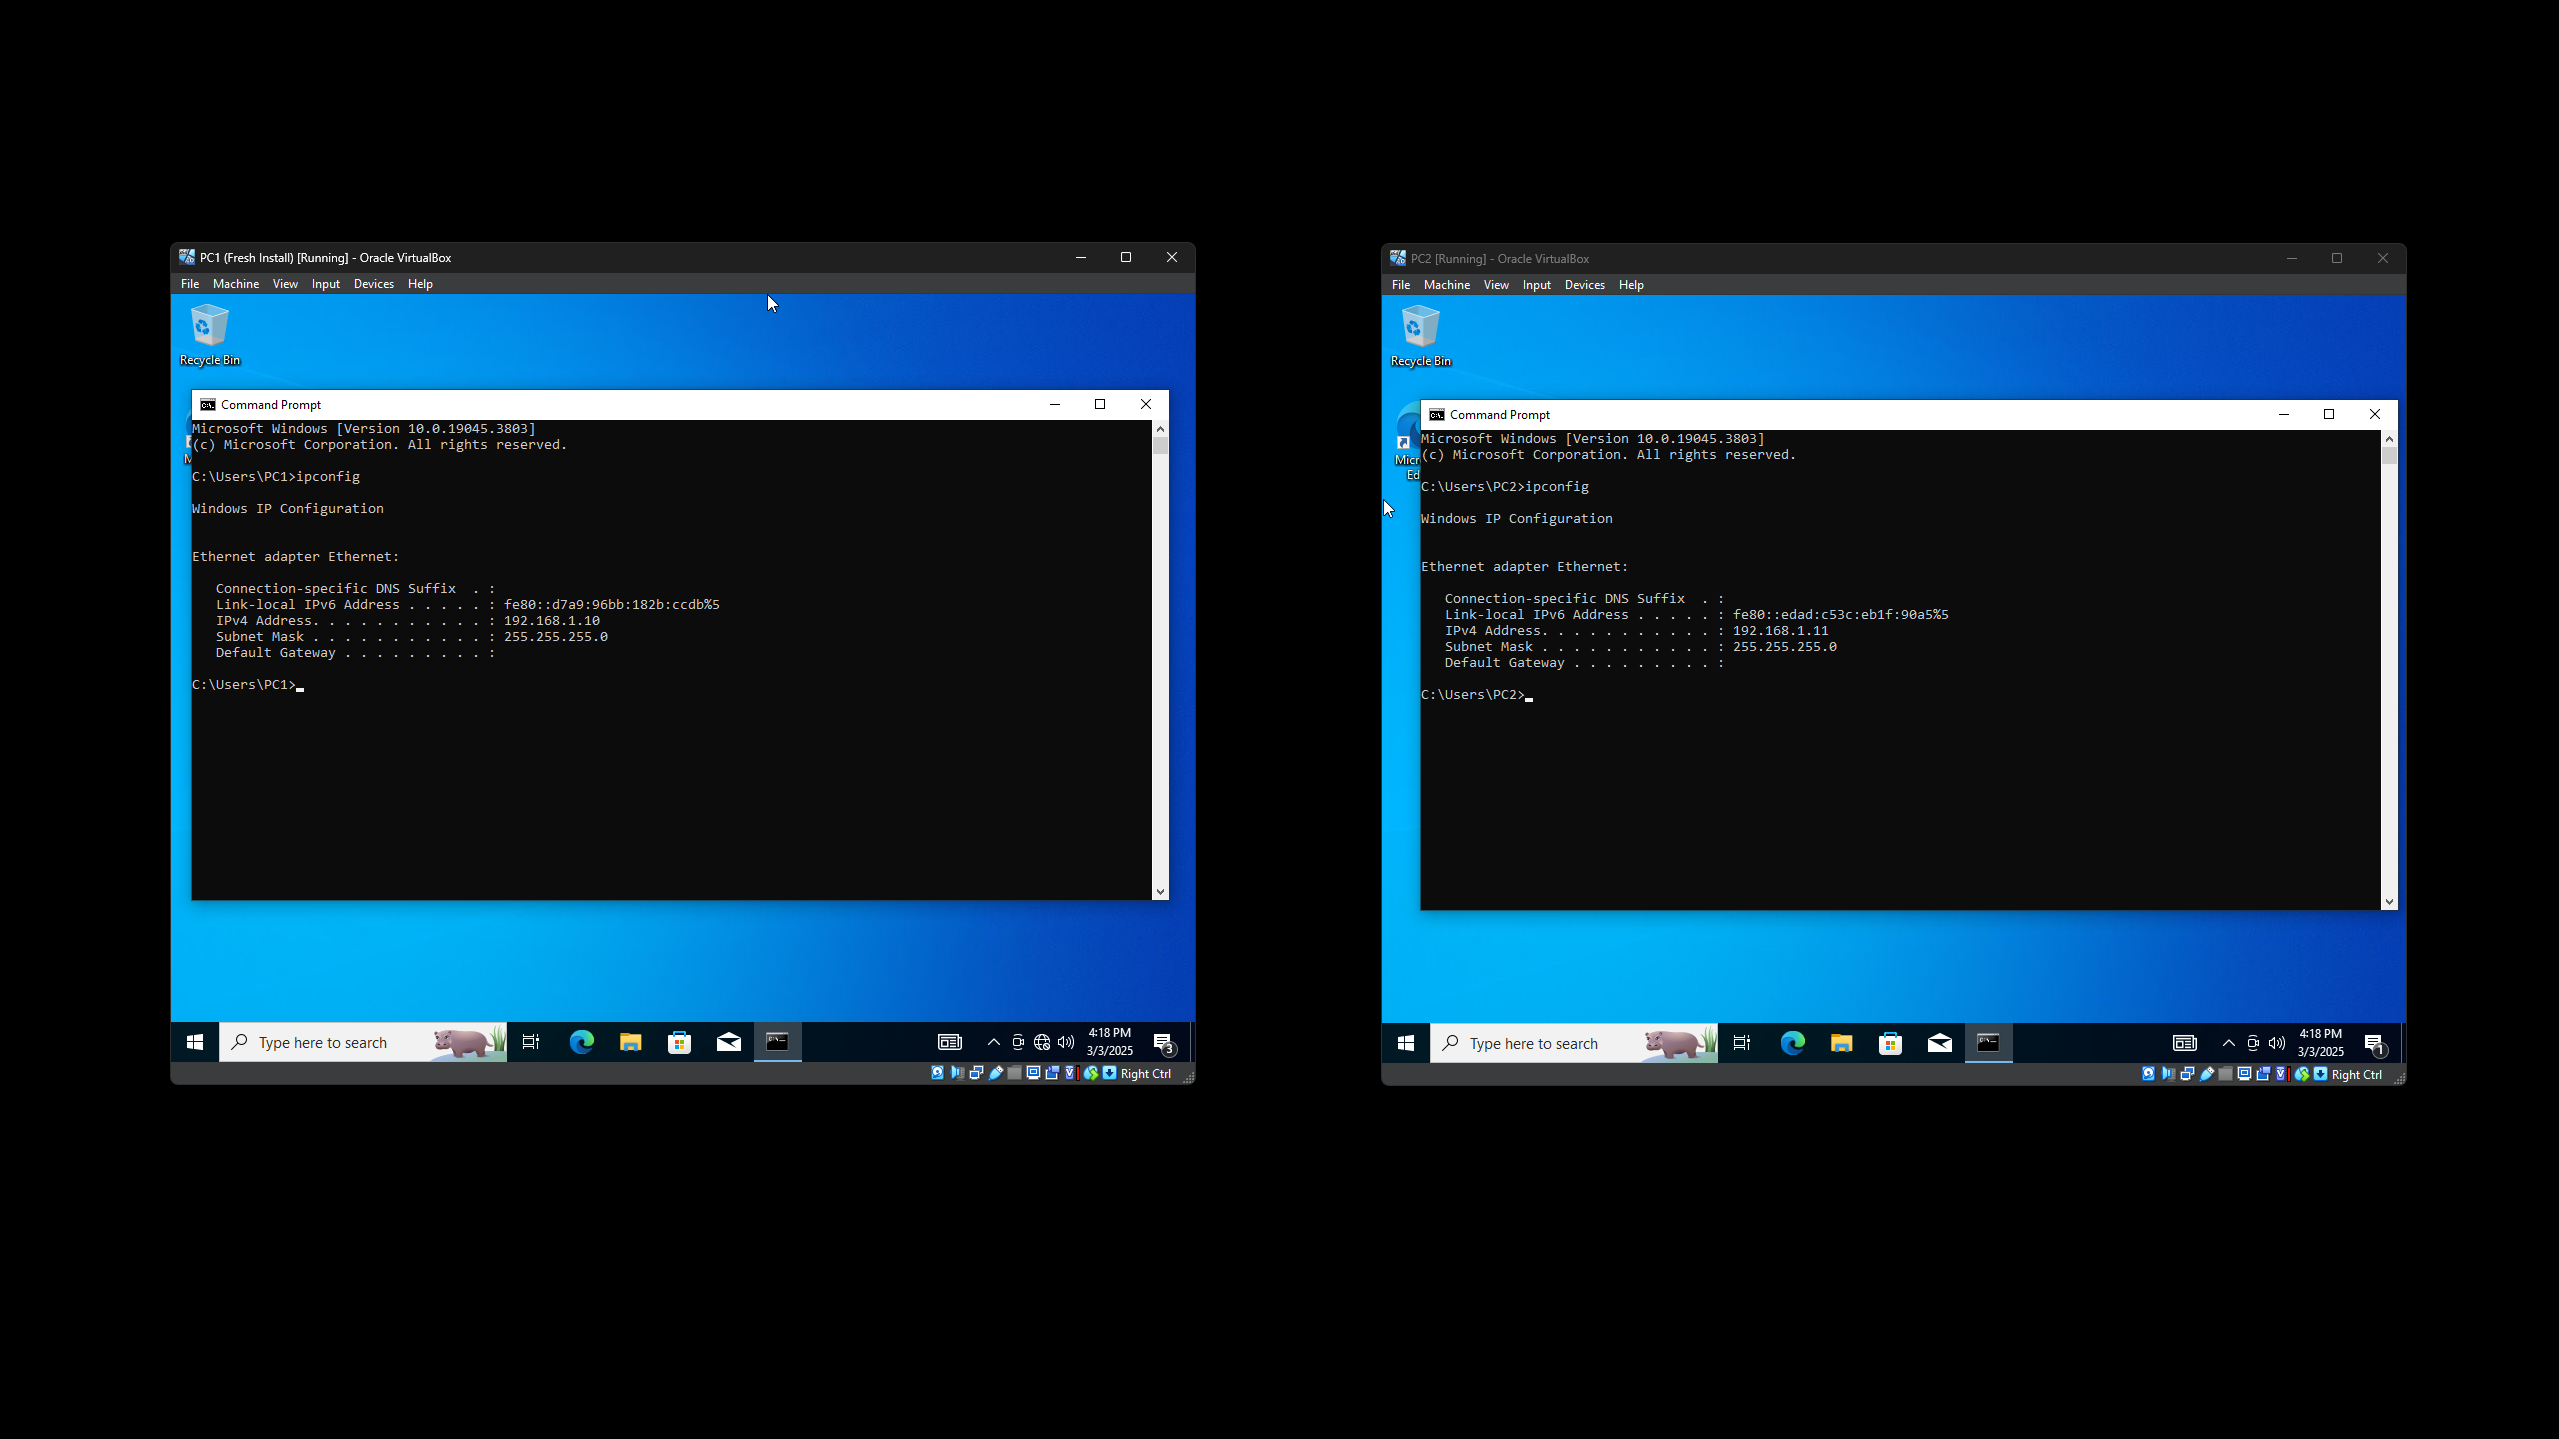 PC1 (Fresh Install) [Running] - Oracle VirtualBox
File Machine View Input Devices Help
Recycle Bin
Command Prompt
Microsoft Windows [Version 10.0.19045.3803]
(c) Microsoft Corporation. All rights reserved.
C:\Users\PC1>ipconfig
Windows IP Configuration
Ethernet adapter Ethernet:
Connection-specific DNS Suffix . :
Link-local IPv6 Address . . . . . : fe80::d7a9:96bb:182b:ccdb%5
IPv4 Address. . . . . . . . . . . : 192.168.1.10
Subnet Mask . . . . . . . . . . . : 255.255.255.0
Default Gateway . . . . . . . . . :
C:\Users\PC1>
Type here to search
4:18 PM
3/3/2025
3
Right Ctrl
PC2 [Running] - Oracle VirtualBox
File Machine View Input Devices Help
Recycle Bin
Micr
Ed
Command Prompt
Microsoft Windows [Version 10.0.19045.3803]
(c) Microsoft Corporation. All rights reserved.
C:\Users\PC2>ipconfig
Windows IP Configuration
Ethernet adapter Ethernet:
Connection-specific DNS Suffix . :
Link-local IPv6 Address . . . . . : fe80::edad:c53c:eb1f:90a5%5
IPv4 Address. . . . . . . . . . . : 192.168.1.11
Subnet Mask . . . . . . . . . . . : 255.255.255.0
Default Gateway . . . . . . . . . :
C:\Users\PC2>
Type here to search
4:18 PM
3/3/2025
1
Right Ctrl